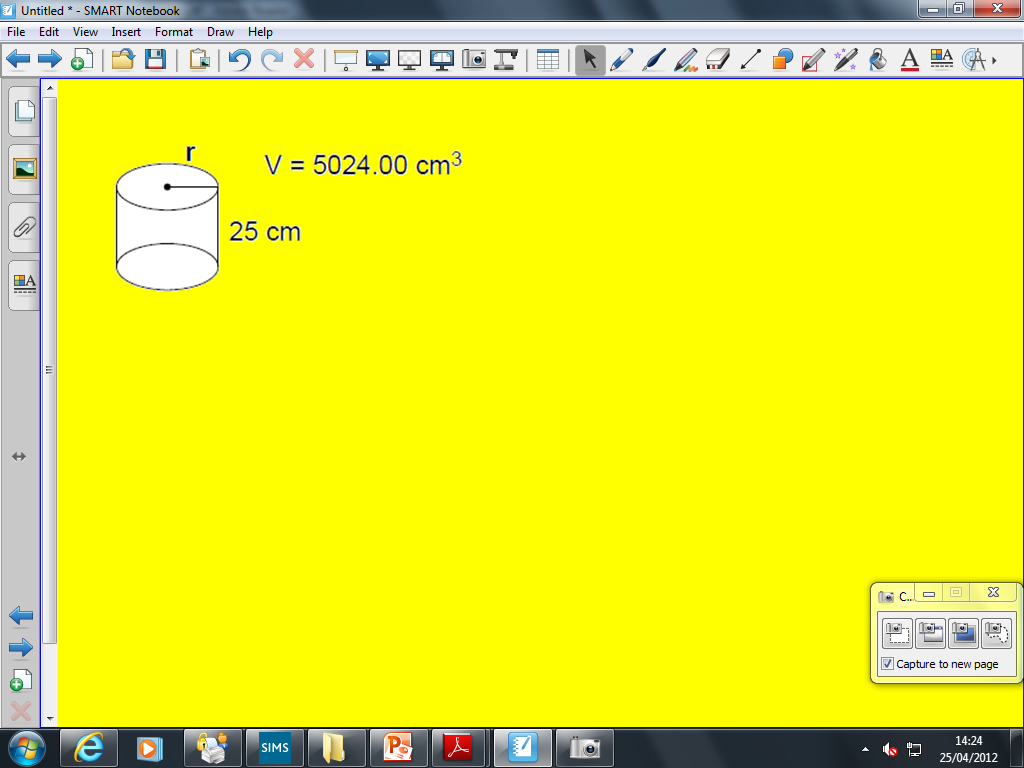 Untitled * - SMART Notebook
File Edit View Insert Format Draw Help
r
V = 5024.00 cm³
25 cm
C...
Capture to new page
SIMS
14:24
25/04/2012